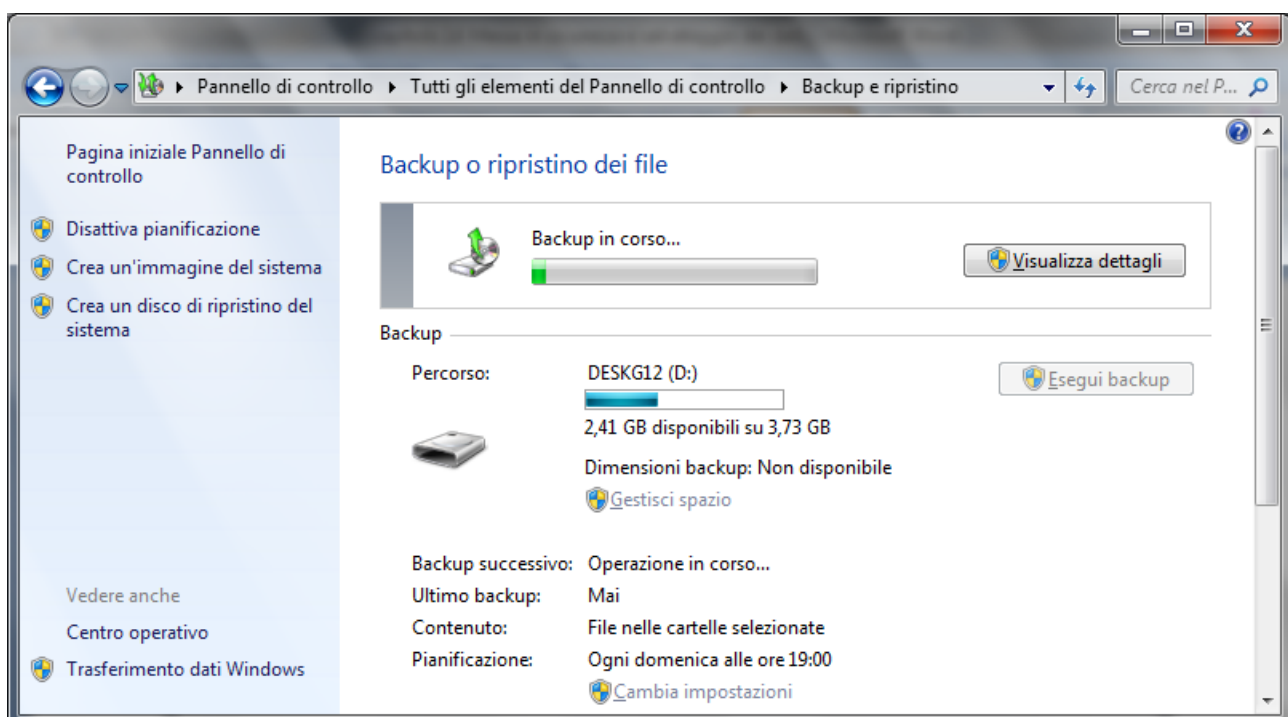 Pannello di controllo Tutti gli elementi del Pannello di controllo Backup e ripristino
Cerca nel P...
Pagina iniziale Pannello di
controllo
Disattiva pianificazione
Crea un'immagine del sistema
Crea un disco di ripristino del
sistema
Vedere anche
Centro operativo
Trasferimento dati Windows
Backup o ripristino dei file
Backup in corso...
Visualizza dettagli
Backup
Percorso:
DESKG12 (D:)
Esegui backup
2,41 GB disponibili su 3,73 GB
Dimensioni backup: Non disponibile
Gestisci spazio
Backup successivo: Operazione in corso...
Ultimo backup: Mai
Contenuto: File nelle cartelle selezionate
Pianificazione: Ogni domenica alle ore 19:00
Cambia impostazioni